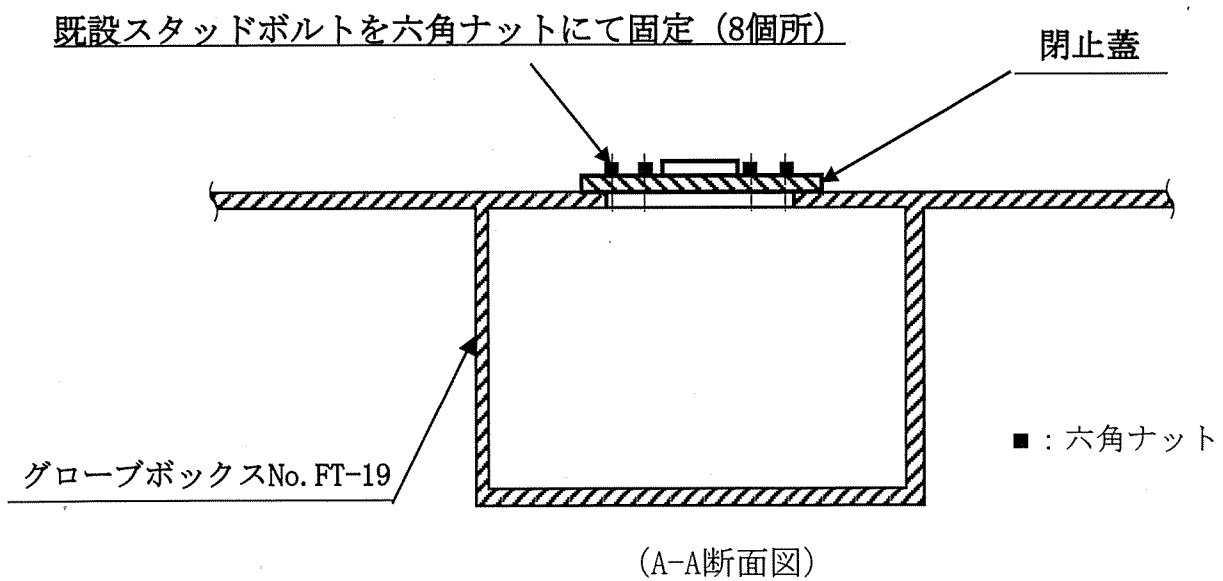 既設スタッドボルトを六角ナットにて固定（8個所）
閉止蓋
■：六角ナット
グローブボックスNo.FT-19
(A-A断面図)